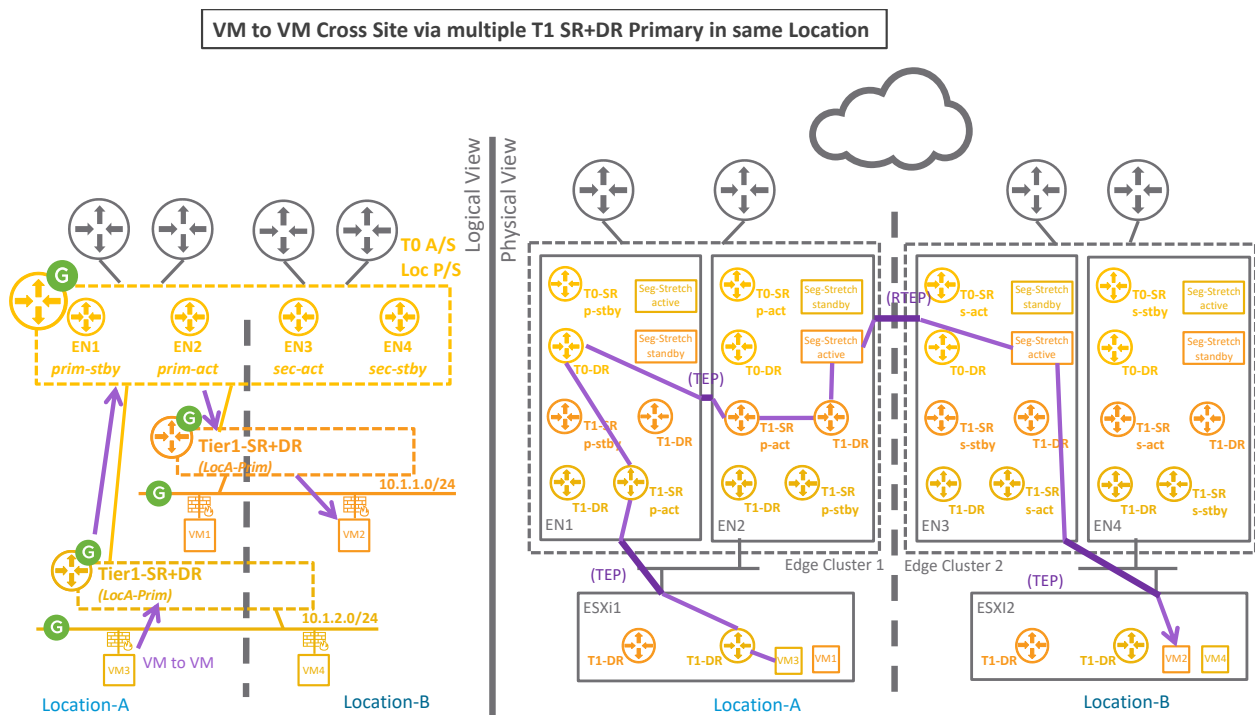 VM to VM Cross Site via multiple T1 SR+DR Primary in same Location
Logical View
Physical View
T0 A/S
Loc P/S
G
EN1
EN2
EN3
EN4
prim-stby
prim-act
sec-act
sec-stby
G
Tier1-SR+DR
(LocA-Prim)
10.1.1.0/24
G
VM1
VM2
G
Tier1-SR+DR
(LocA-Prim)
10.1.2.0/24
G
VM3
VM to VM
VM4
Location-A
Location-B
T0-SR
p-stby
Seg-Stretch
active
T0-DR
Seg-Stretch
standby
T1-SR
p-stby
T1-DR
T1-DR
T1-SR
p-act
EN1
(TEP)
T0-SR
p-act
Seg-Stretch
standby
T0-DR
Seg-Stretch
active
T1-SR
p-act
T1-DR
T1-DR
T1-SR
p-stby
EN2
Edge Cluster 1
(RTEP)
T0-SR
s-act
Seg-Stretch
standby
T0-DR
Seg-Stretch
active
T1-SR
s-stby
T1-DR
T1-DR
T1-SR
s-act
EN3
T0-SR
s-stby
Seg-Stretch
active
T0-DR
Seg-Stretch
standby
T1-SR
s-act
T1-DR
T1-DR
T1-SR
s-stby
EN4
Edge Cluster 2
(TEP)
ESXi1
T1-DR
T1-DR
VM3
VM1
Location-A
(TEP)
ESXI2
T1-DR
T1-DR
VM2
VM4
Location-B